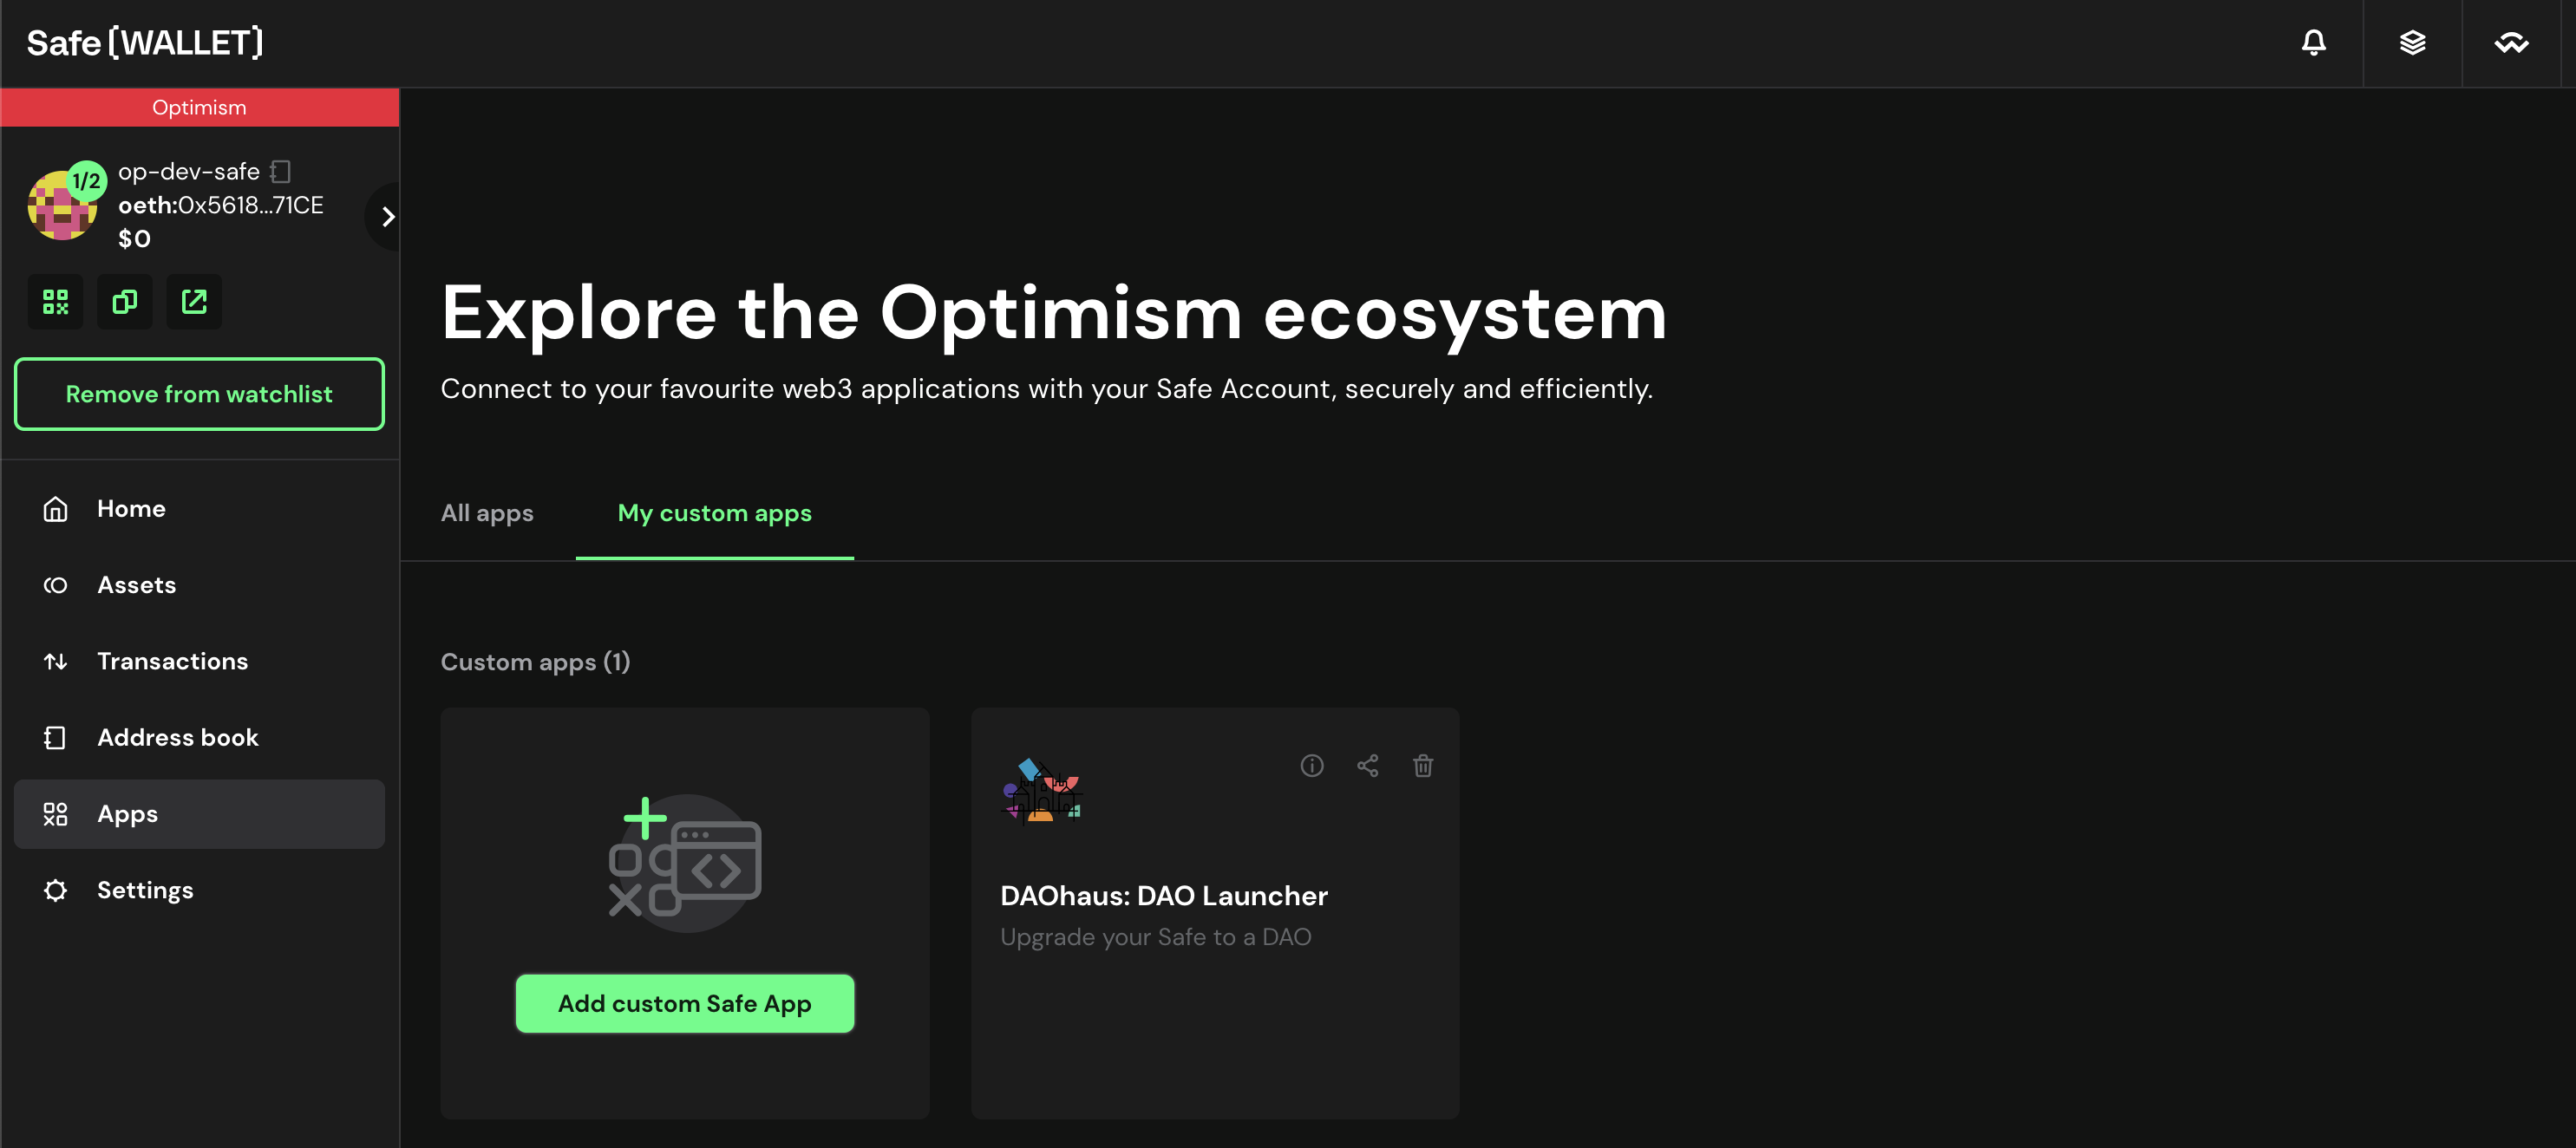 Safe [WALLET]
Optimism
1/2
op-dev-safe
oeth:0x5618...71CE
$0
Remove from watchlist
Home
Assets
Transactions
Address book
Apps
Settings
Explore the Optimism ecosystem
Connect to your favourite web3 applications with your Safe Account, securely and efficiently.
All apps
My custom apps
Custom apps (1)
Add custom Safe App
DAOhaus: DAO Launcher
Upgrade your Safe to a DAO